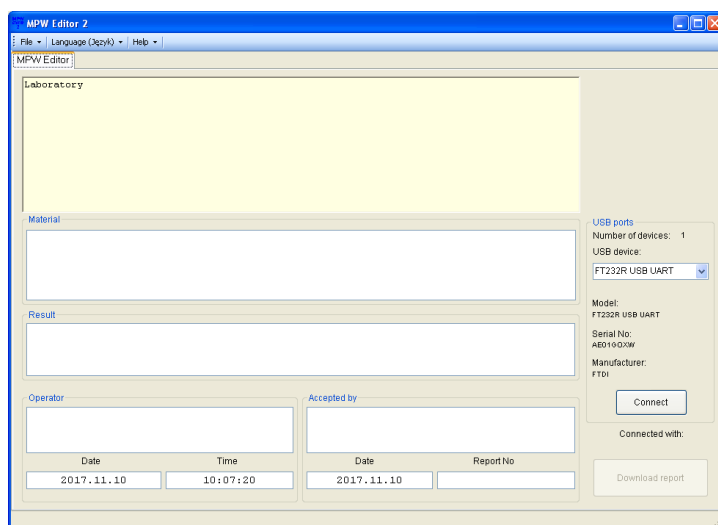 MPW Editor 2
File Language (Język) Help
MPW Editor
Laboratory
Material
Result
Operator
Date Time
2017.11.10 10:07:20
Accepted by
Date Report No
2017.11.10
USB ports
Number of devices: 1
USB device:
FT232R USB UART
Model:
FT232R USB UART
Serial No:
AE01GOXW
Manufacturer:
FTDI
Connect
Connected with:
Download report